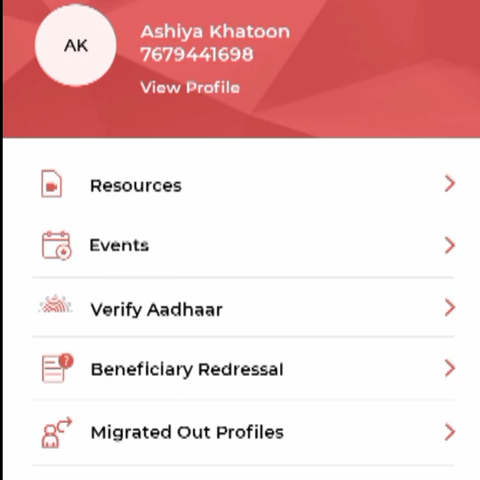 AK
Ashiya Khatoon
7679441698
View Profile
Resources
Events
Verify Aadhaar
?
Beneficiary Redressal
Migrated Out Profiles